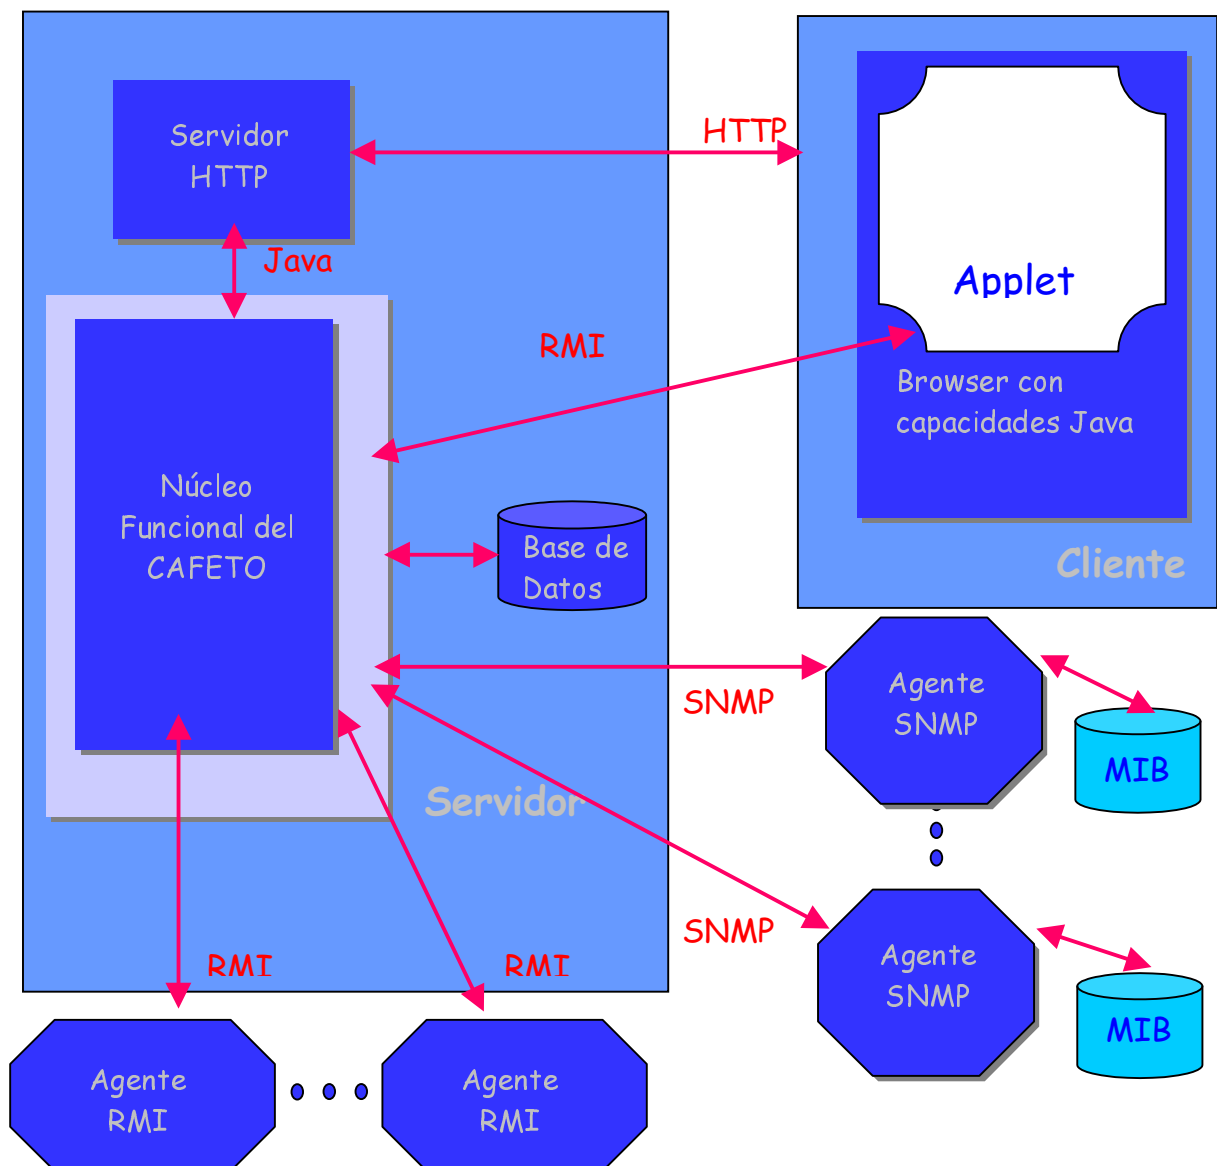 Servidor
HTTP
HTTP
Java
Applet
RMI
Browser con
capacidades Java
Núcleo
Funcional del
CAFETO
Base de
Datos
Cliente
Agente
SNMP
SNMP
MIB
Servidor
SNMP
Agente
SNMP
RMI
RMI
MIB
Agente
RMI
Agente
RMI